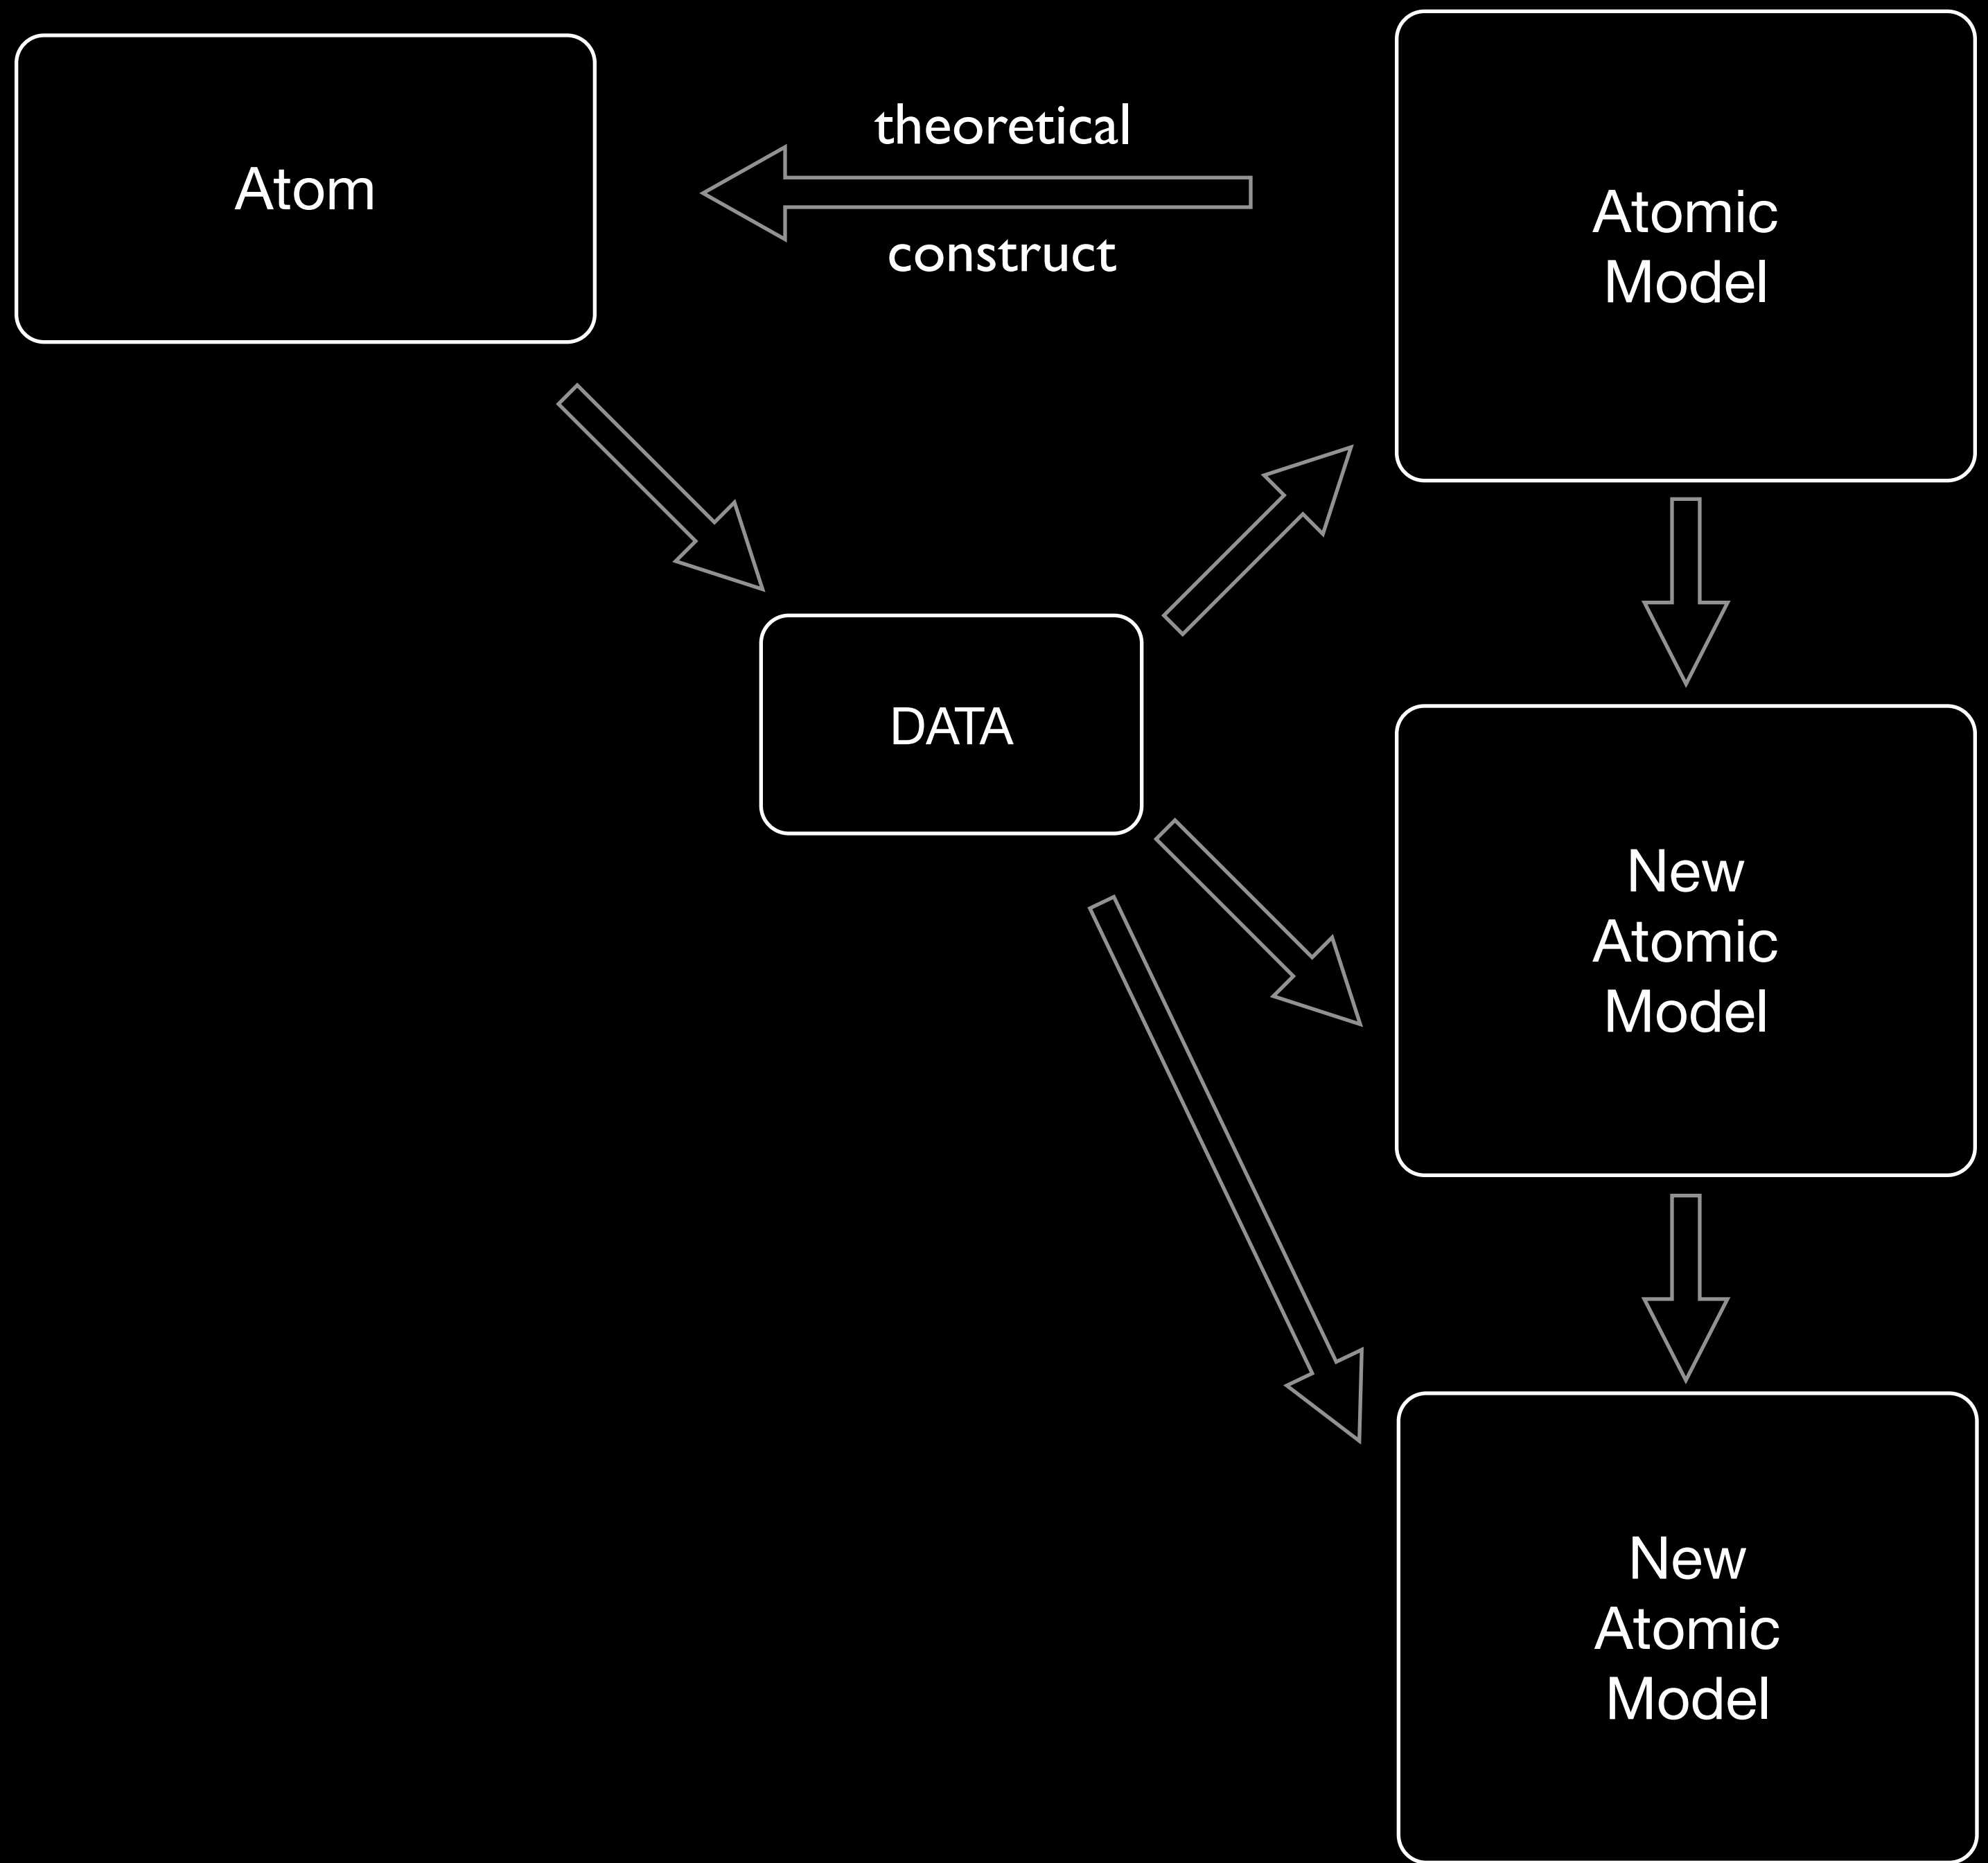 Atom
theoretical
construct
Atomic
Model
DATA
New
Atomic
Model
New
Atomic
Model